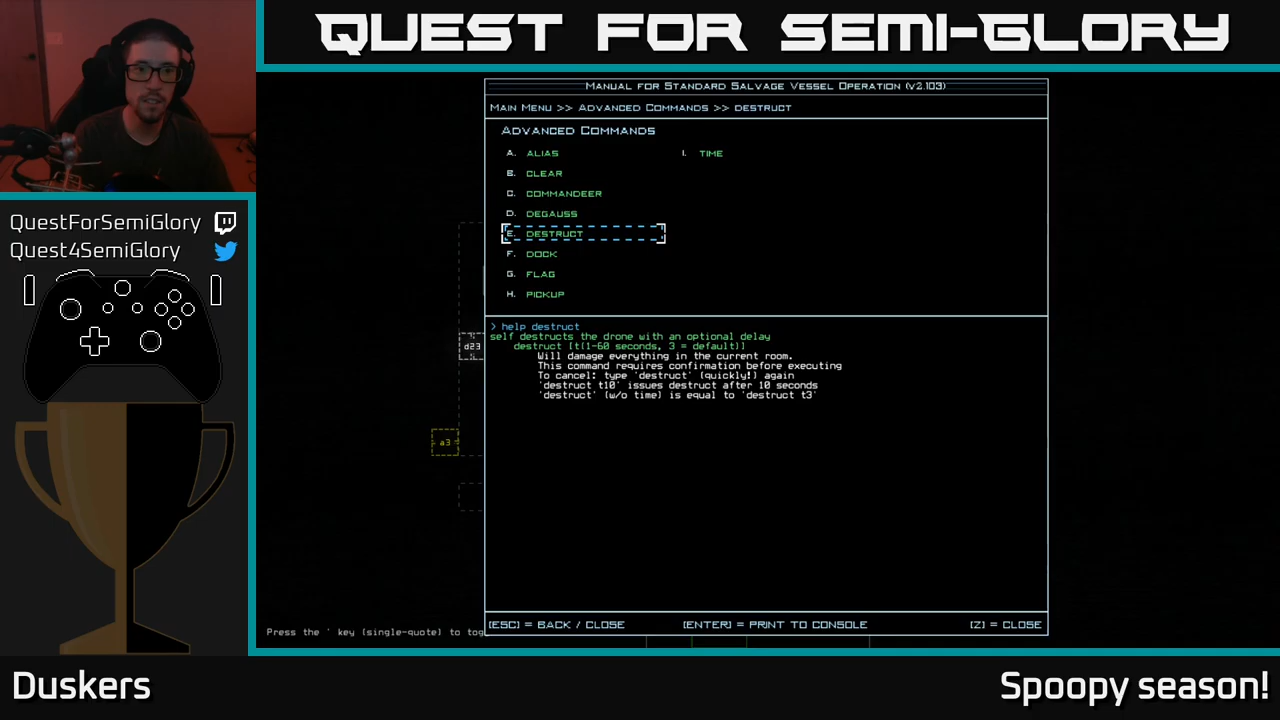 QUEST FOR SEMI-GLORY
QuestForSemiGlory
Quest4SemiGlory
Manual for Standard Salvage Vessel Operation (v2.103)
Main Menu >> Advanced Commands >> DESTRUCT
Advanced Commands
A. ALIAS
B. CLEAR
C. COMMANDEER
D. DEGAUSS
E. DESTRUCT
F. DOCK
G. FLAG
H. PICKUP
I. TIME
> help destruct
self destructs the drone with an optional delay
destruct [t(1-60 seconds, 3 = default)]
Will damage everything in the current room.
This command requires confirmation before executing
To cancel: type 'destruct' (quickly!) again
'destruct t10' issues destruct after 10 seconds
'destruct' (w/o time) is equal to 'destruct t3'
d23
a3
Press the ' key (single-quote) to tog
[ESC] = BACK / CLOSE
[ENTER] = PRINT TO CONSOLE
[Z] = CLOSE
Duskers
Spoopy season!